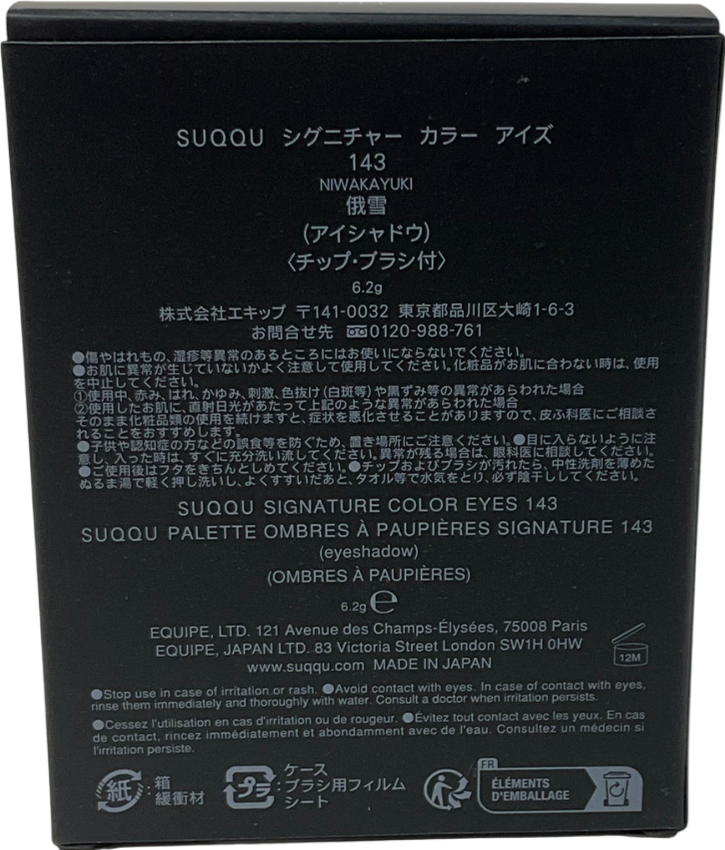 SUQQU シグニチャー カラー アイズ
143
NIWAKAYUKI
俄雪
(アイシャドウ)
〈チップ・ブラシ付〉
6.2g
株式会社エキップ 〒141-0032 東京都品川区大崎1-6-3
お問合せ先 0120-988-761
●傷やはれもの、湿疹等異常のあるところにはお使いにならないでください。
●お肌に異常が生じていないかよく注意して使用してください。化粧品がお肌に合わない時は、使用
を中止してください。
①使用中、赤み、はれ、かゆみ、刺激、色抜け(白斑等)や黒ずみ等の異常があらわれた場合
②使用したお肌に、直射日光があたって上記のような異常があらわれた場合
そのまま化粧品類の使用を続けますと、症状を悪化させることがありますので、皮ふ科医にご相談さ
れることをおすすめします。
●子供や認知症の方などの誤食等を防ぐため、置き場所にご注意ください。●目に入らないように注
意し、入った時は、すぐに充分洗い流してください。異常が残る場合は、眼科医に相談してください。
●ご使用後はフタをきちんとしめてください。●チップおよびブラシが汚れたら、中性洗剤を薄めた
ぬるま湯で軽く押し洗いし、よくすすいだあと、タオル等で水気をとり、必ず陰干ししてください。
SUQQU SIGNATURE COLOR EYES 143
SUQQU PALETTE OMBRES À PAUPIÈRES SIGNATURE 143
(eyeshadow)
(OMBRES À PAUPIÈRES)
6.2g ℮
EQUIPE, LTD. 121 Avenue des Champs-Élysées, 75008 Paris
EQUIPE, JAPAN LTD. 83 Victoria Street London SW1H 0HW
www.suqqu.com MADE IN JAPAN
12M
●Stop use in case of irritation or rash. ●Avoid contact with eyes. In case of contact with eyes,
rinse them immediately and thoroughly with water. Consult a doctor when irritation persists.
●Cessez l'utilisation en cas d'irritation ou de rougeur. ●Évitez tout contact avec les yeux. En cas
de contact, rincez immédiatement et abondamment avec de l'eau. Consultez un médecin si
l'irritation persiste.
紙:箱
緩衝材
プラ:ケース
ブラシ用フィルム
シート
FR
ÉLÉMENTS
D'EMBALLAGE